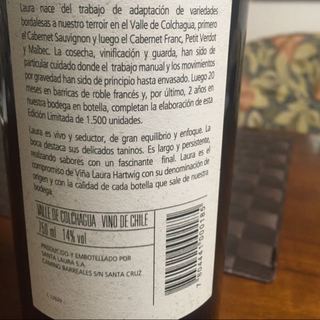 Laura nace del trabajo de adaptación de variedades
bordalesas a nuestro terroir en el Valle de Colchagua, primero
el Cabernet Sauvignon y luego el Cabernet Franc, Petit Verdot
y Malbec. La cosecha, vinificación y guarda, han sido de
particular cuidado donde el trabajo manual y los movimientos
por gravedad han sido de principio hasta envasado. Luego 20
meses en barricas de roble francés y, por último, 2 años en
nuestra bodega en botella, completan la elaboración de esta
Edición Limitada de 1.500 unidades.
Laura es vivo y seductor, de gran equilibrio y enfoque. La
boca destaca sus delicados taninos. Es largo y persistente,
realzando sabores con un fascinante final. Laura es el
compromiso de Viña Laura Hartwig con su denominación de
origen y con la calidad de cada botella que sale de nuestra
bodega.
VALLE DE COLCHAGUA VINO DE CHILE
750 ml 14% vol
PRODUCIDO Y EMBOTELLADO POR
SANTA LAURA S.A.
CAMINO BARREALES S/N SANTA CRUZ
7 804441 000185